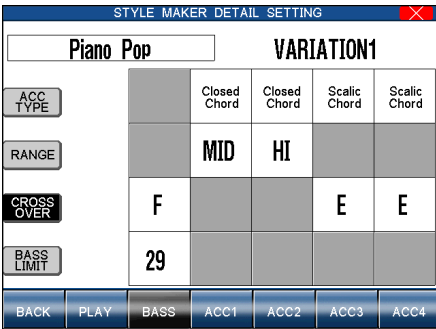 STYLE MAKER DETAIL SETTING
Piano Pop VARIATION1
ACC TYPE Closed Chord Closed Chord Scalic Chord Scalic Chord
RANGE MID HI
CROSS OVER F E E
BASS LIMIT 29
BACK PLAY BASS ACC1 ACC2 ACC3 ACC4